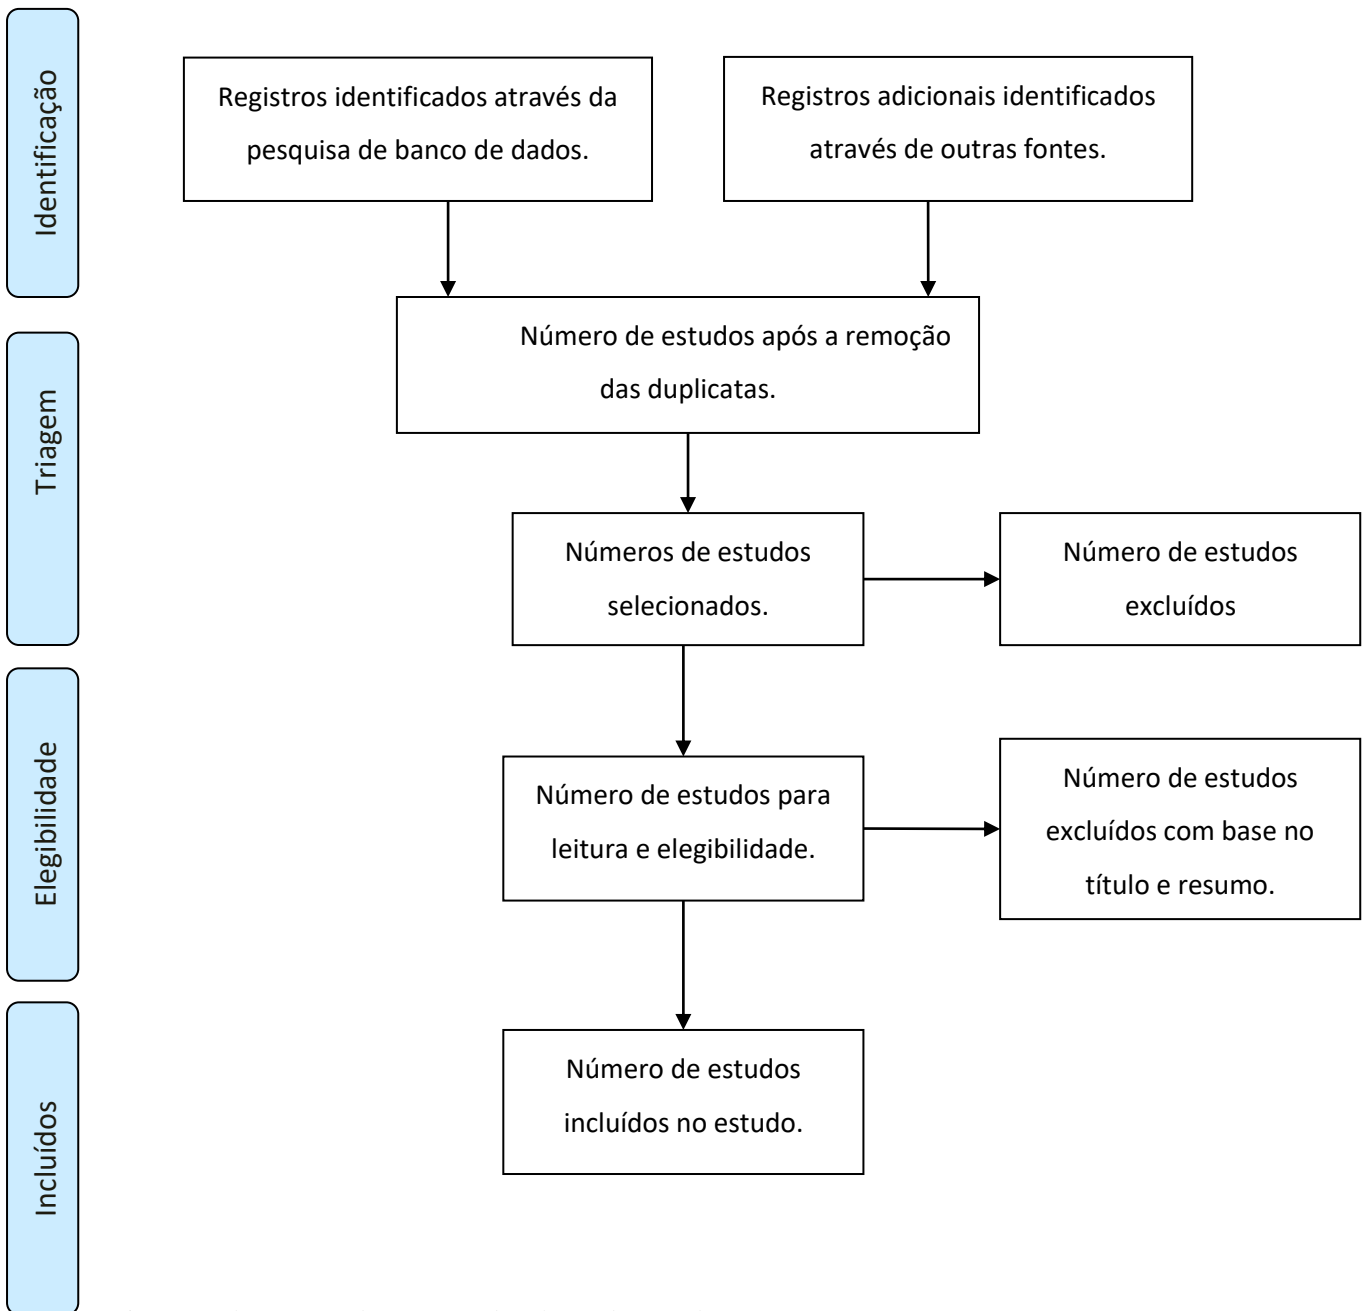 Identificação
Registros identificados através da
pesquisa de banco de dados.
Registros adicionais identificados
através de outras fontes.
Triagem
Número de estudos após a remoção
das duplicatas.
Números de estudos
selecionados.
Número de estudos
excluídos
Elegibilidade
Número de estudos para
leitura e elegibilidade.
Número de estudos
excluídos com base no
título e resumo.
Incluídos
Número de estudos
incluídos no estudo.